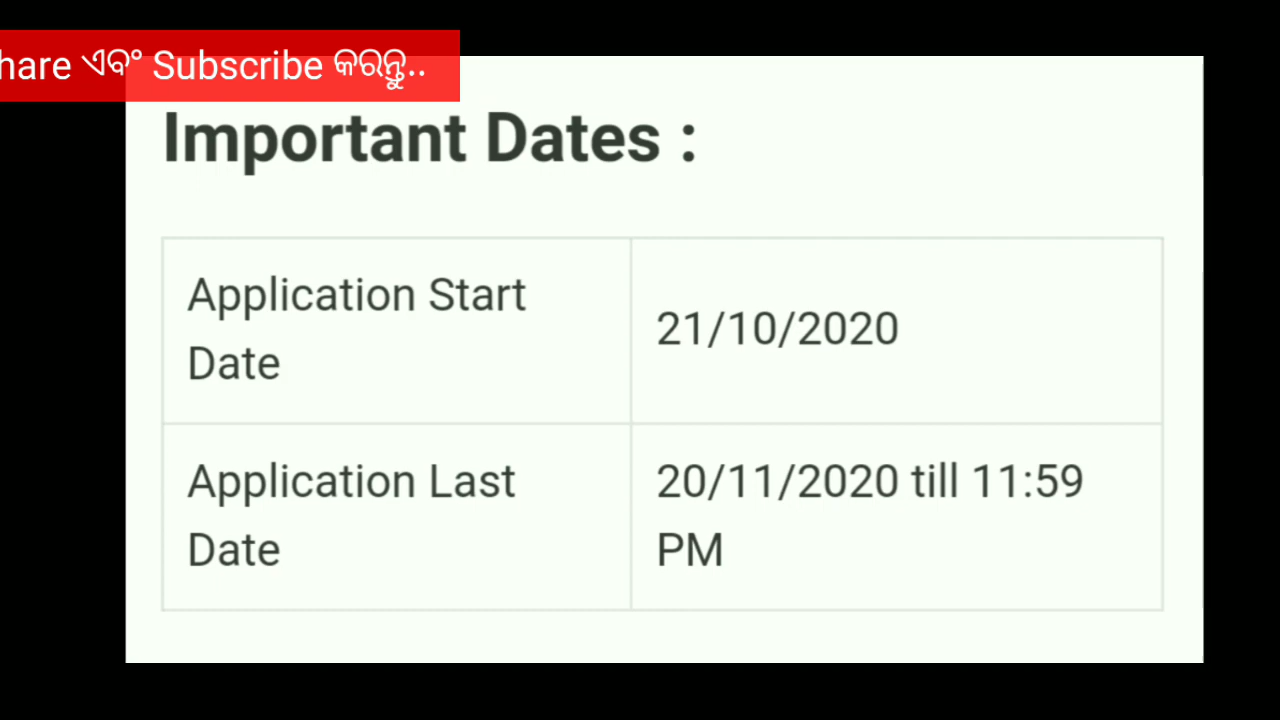 hare ଏବଂ Subscribe କରନ୍ତୁ..
Important Dates :
Application Start
Date
21/10/2020
Application Last
Date
20/11/2020 till 11:59
PM